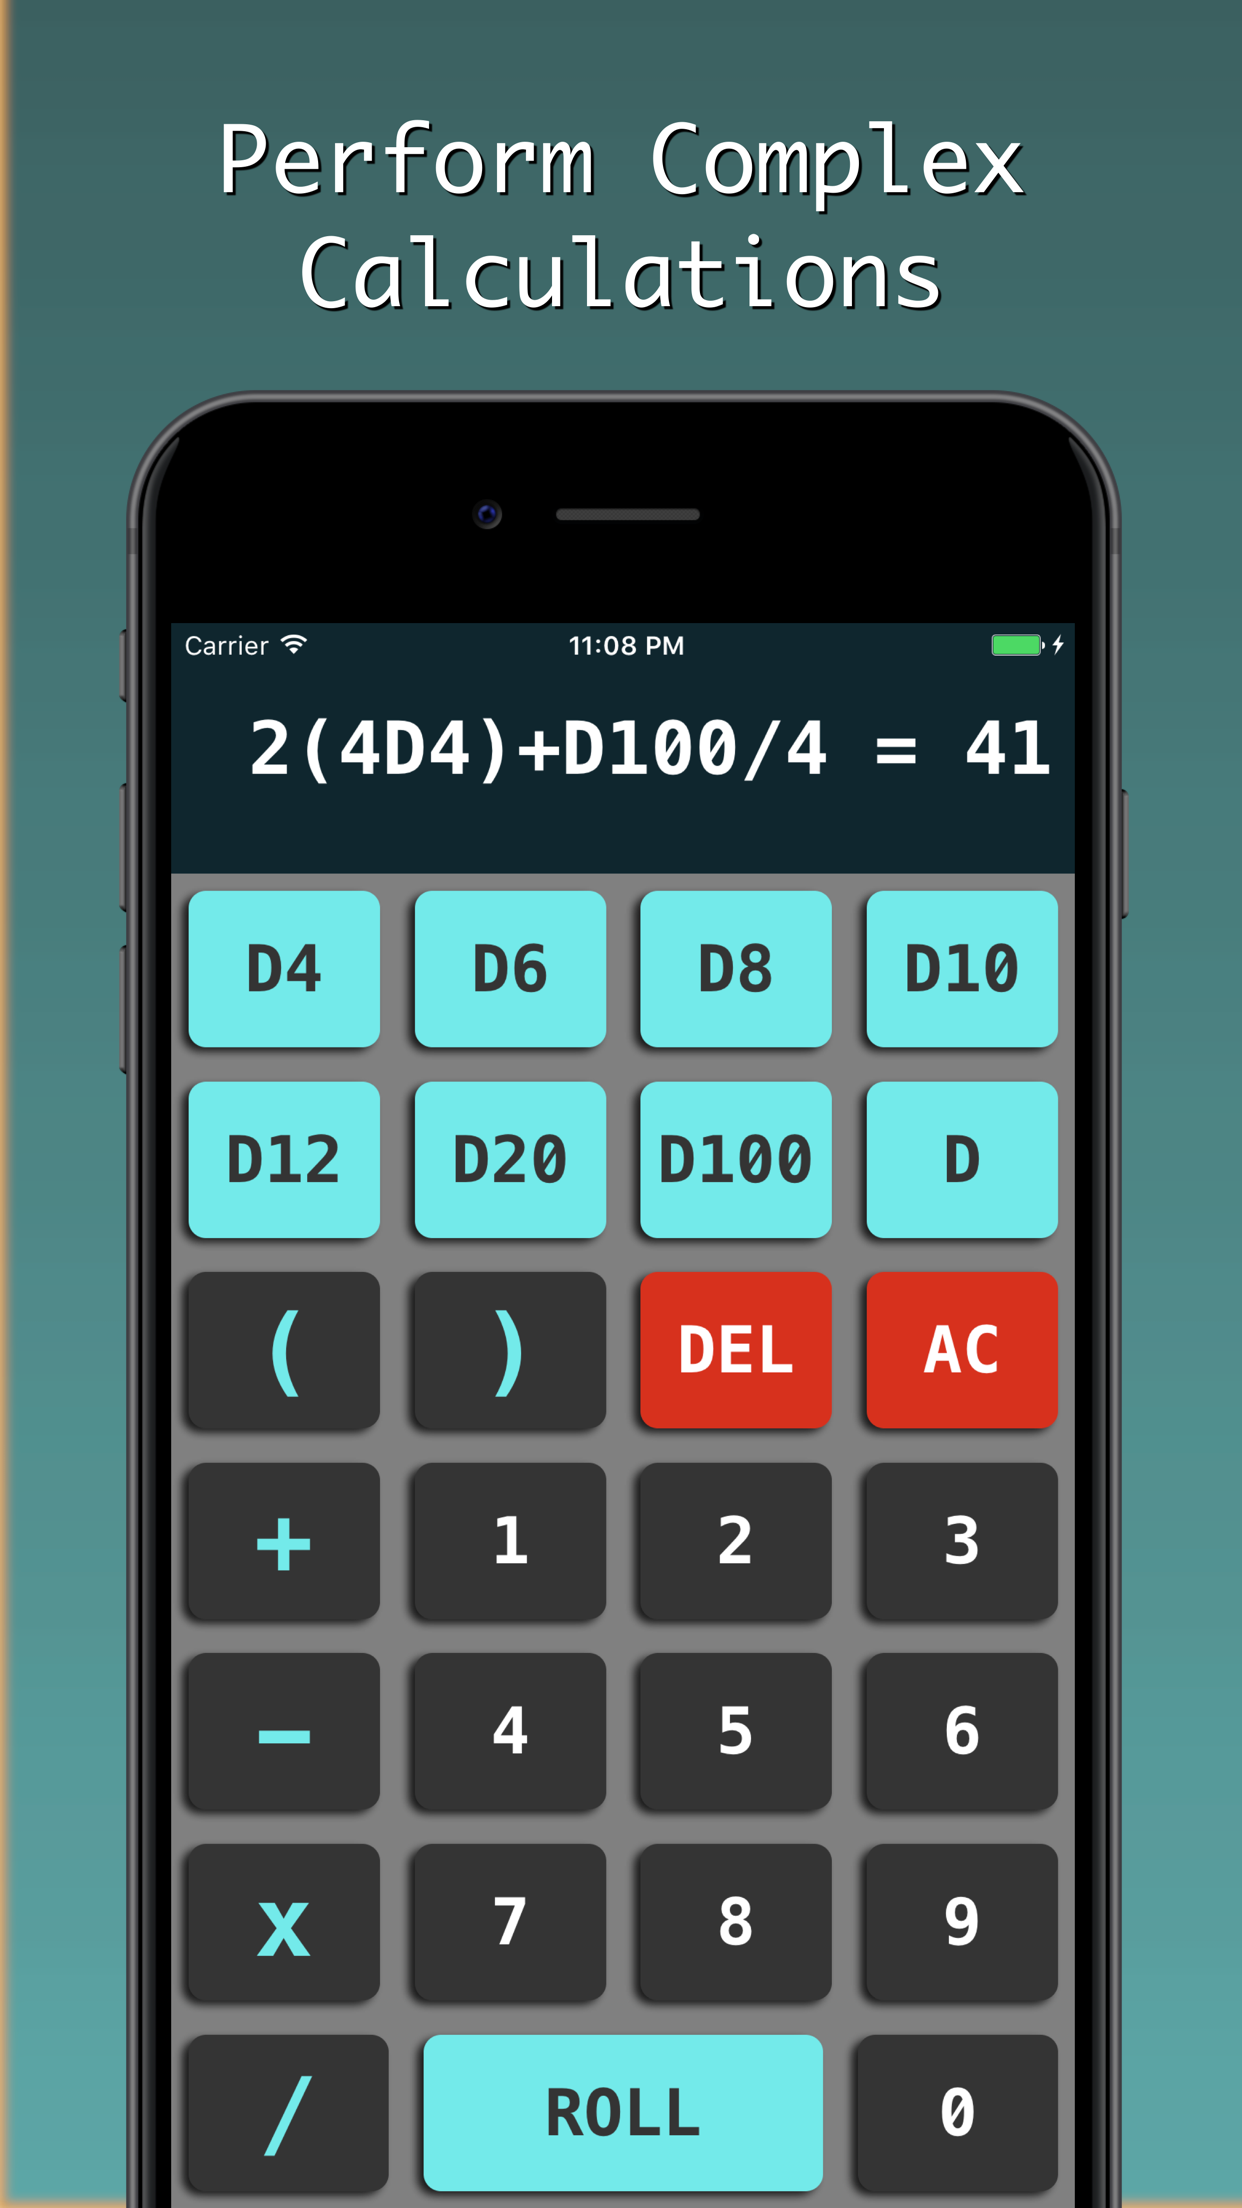 Perform Complex
Calculations
Carrier 11:08 PM
2(4D4)+D100/4 = 41
D4 D6 D8 D10
D12 D20 D100 D
( ) DEL AC
+ 1 2 3
– 4 5 6
x 7 8 9
/ ROLL 0